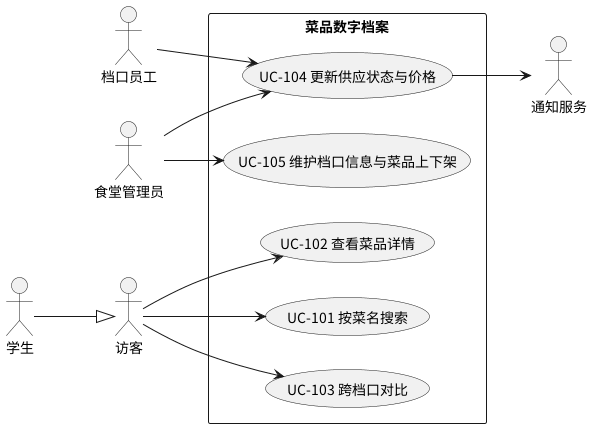 菜品数字档案
档口员工
UC-104 更新供应状态与价格
通知服务
食堂管理员
UC-105 维护档口信息与菜品上下架
UC-102 查看菜品详情
学生
访客
UC-101 按菜名搜索
UC-103 跨档口对比